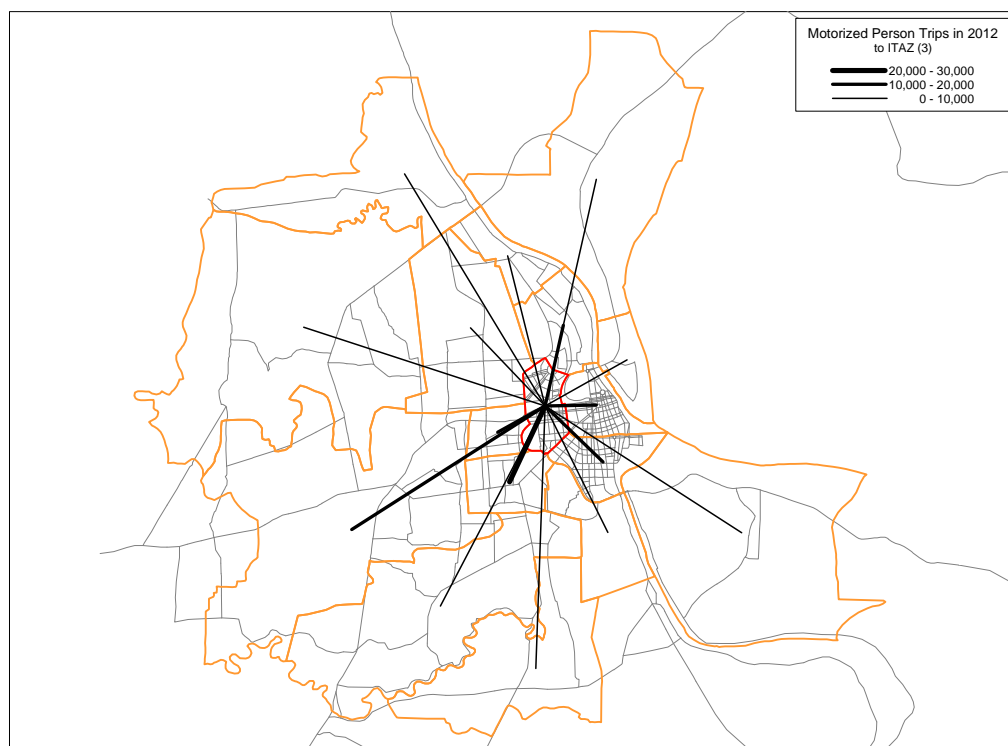 Motorized Person Trips in 2012
to ITAZ (3)
20,000 - 30,000
10,000 - 20,000
0 - 10,000